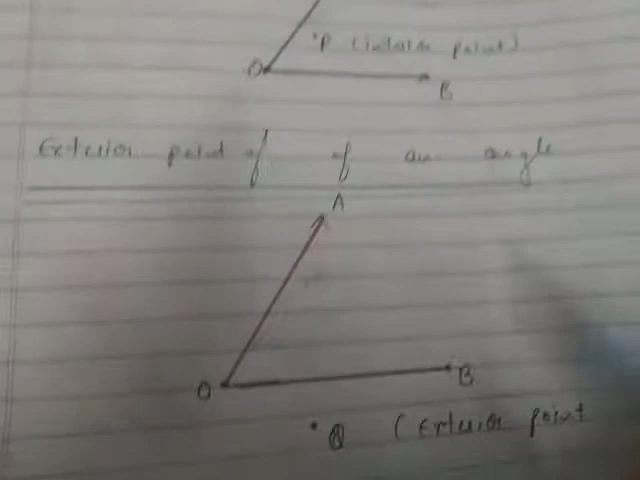 P (interior point)
O
B
Exterior point of of an angle
A
O
B
Q (Exterior point